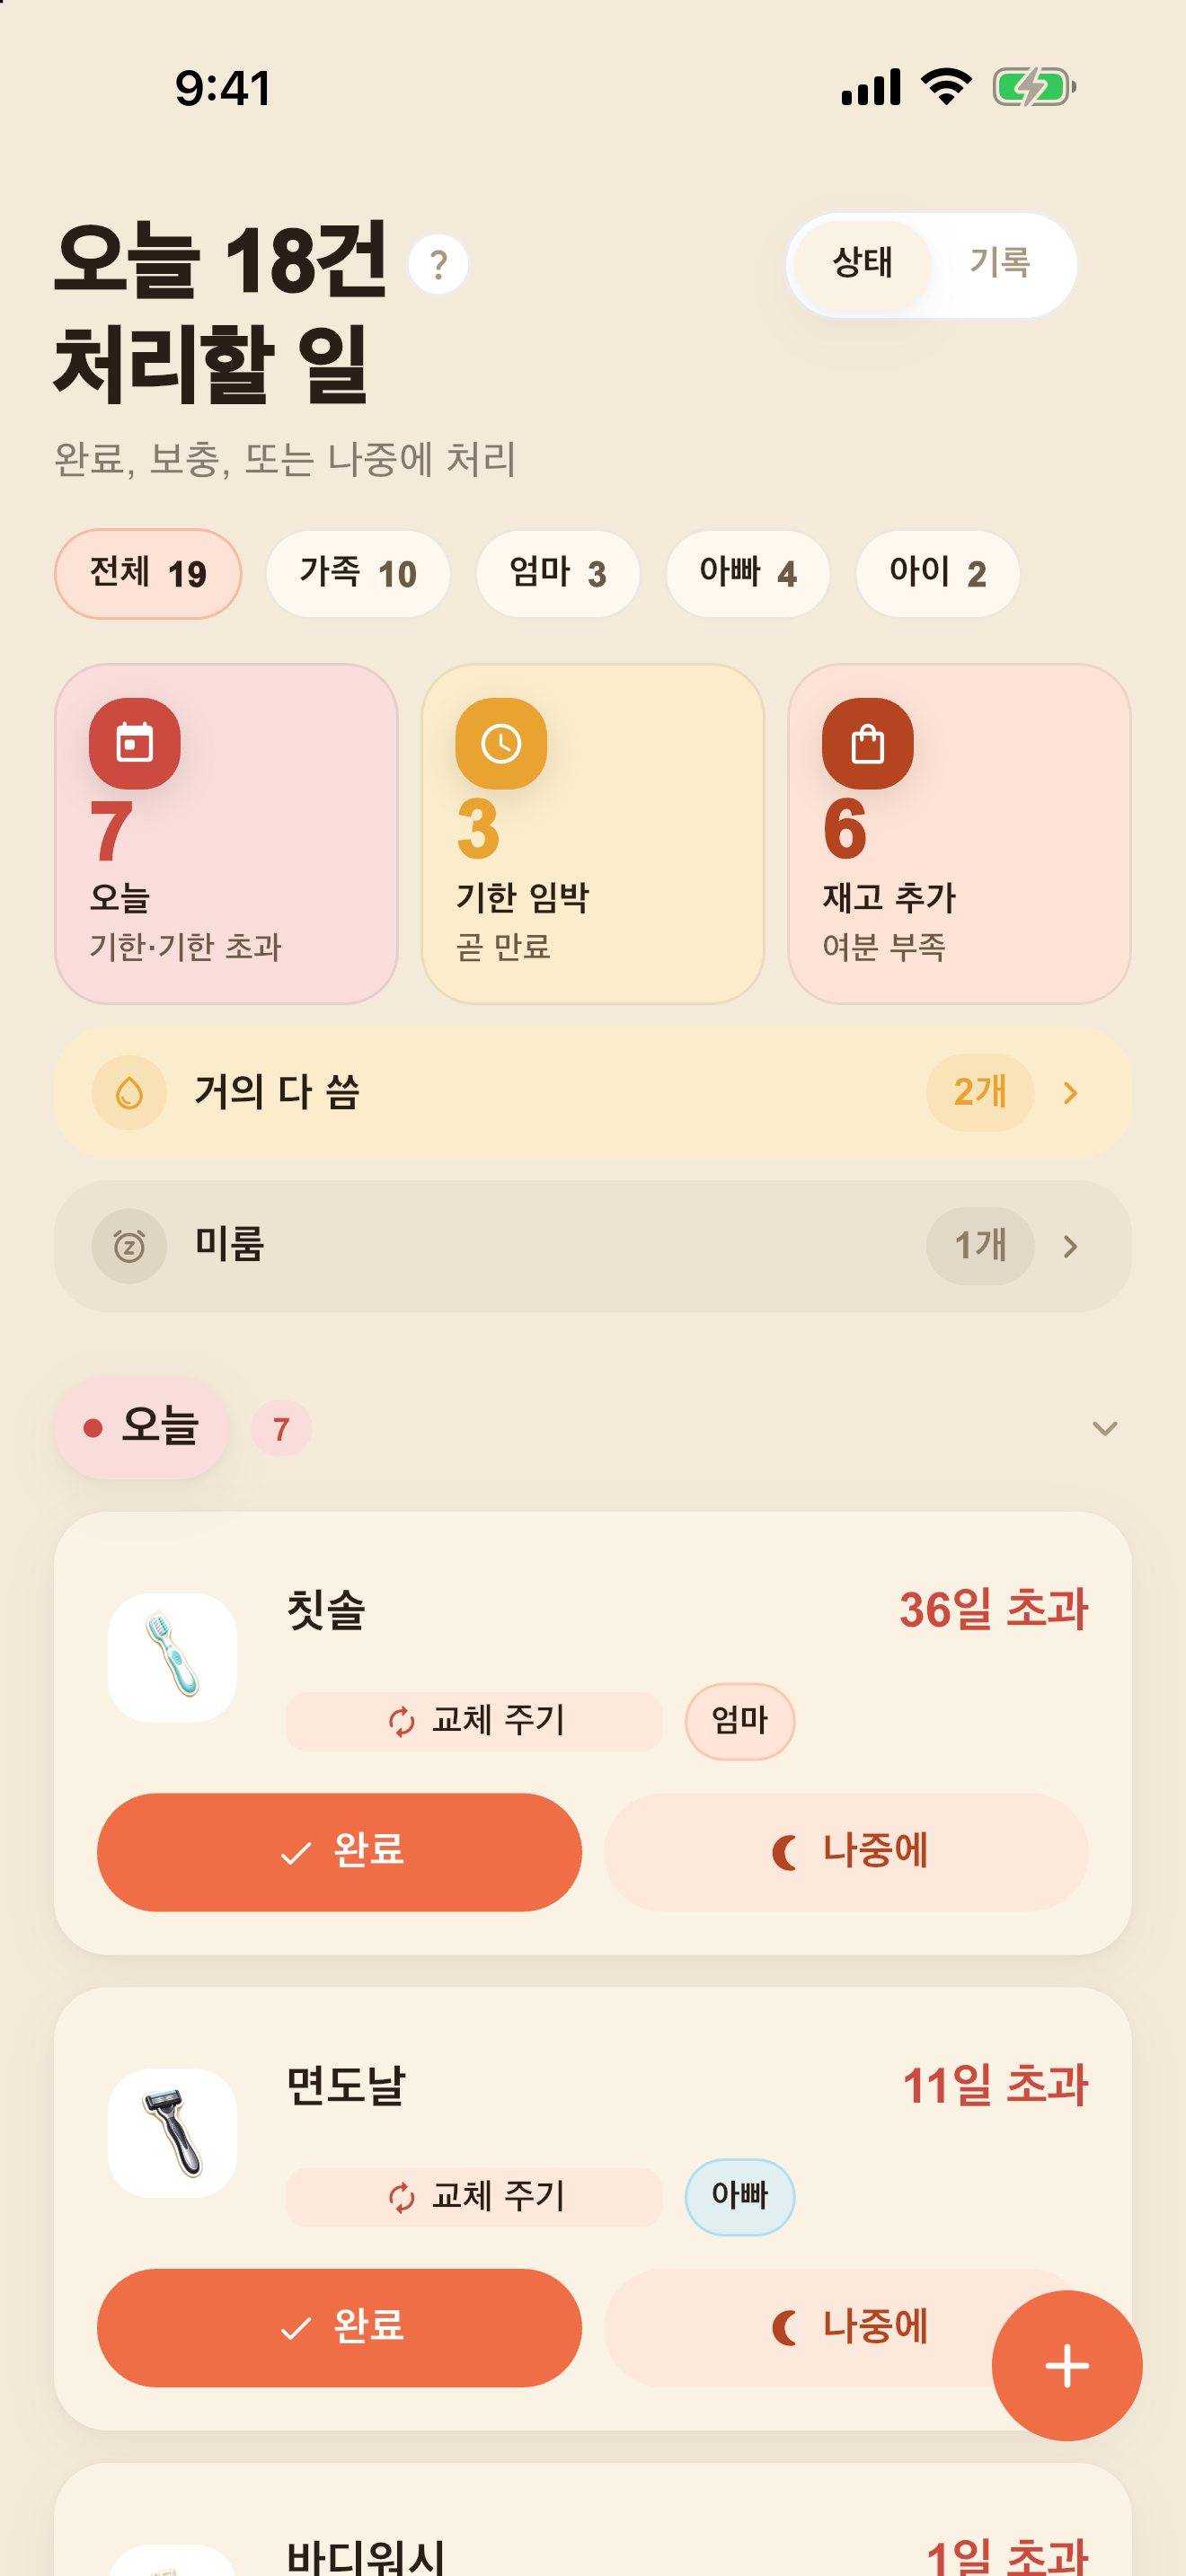 9:41
오늘 18건 ?
처리할 일
상태 기록
완료, 보충, 또는 나중에 처리
전체 19 가족 10 엄마 3 아빠 4 아이 2
7
오늘
기한·기한 초과
3
기한 임박
곧 만료
6
재고 추가
여분 부족
거의 다 씀 2개
미룸 1개
오늘 7
칫솔 36일 초과
교체 주기 엄마
완료 나중에
면도날 11일 초과
교체 주기 아빠
완료 나중에
바디워시 1일 초과